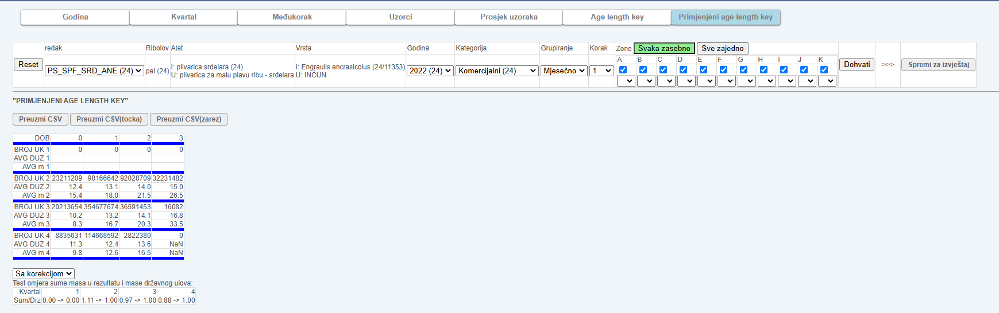 Godina Kvartal Međukorak Uzorci Prosjek uzoraka Age length key Primjenjeni age length key
redak Ribolov Alat Vrsta Godina Kategorija Grupiranje Korak Zone Svaka zasebno Sve zajedno
A B C D E F G H I J K
Reset PS_SPF_SRD_ANE (24) pel (24) I: plivarica srdelara (24) I: Engraulis encrasicolus (24/11353) 2022 (24) Komercijalni (24) Mjesečno 1 Dohvati >>> Spremi za izvještaj
U: plivarica za malu plavu ribu - srdelara U: INĆUN
"PRIMJENJENI AGE LENGTH KEY"
Preuzmi CSV Preuzmi CSV(tocka) Preuzmi CSV(zarez)
DOB 0 1 2 3
BROJ UK 1 0 0 0 0
AVG DUZ 1
AVG m 1
BROJ UK 2 23211209 98166642 92028709 32231482
AVG DUZ 2 12.4 13.1 14.0 15.0
AVG m 2 15.4 18.0 21.5 26.5
BROJ UK 3 20213654 354677674 36591453 16082
AVG DUZ 3 10.2 13.2 14.1 16.8
AVG m 3 8.3 16.7 20.3 33.5
BROJ UK 4 8835631 114668592 2822380 0
AVG DUZ 4 11.3 12.4 13.6 NaN
AVG m 4 9.8 12.6 16.5 NaN
Sa korekcijom
Test omjera sume masa u rezultatu i mase državnog ulova:
Kvartal 1 2 3 4
Sum/Drz 0.00 -> 0.00 1.11 -> 1.00 0.97 -> 1.00 0.88 -> 1.00